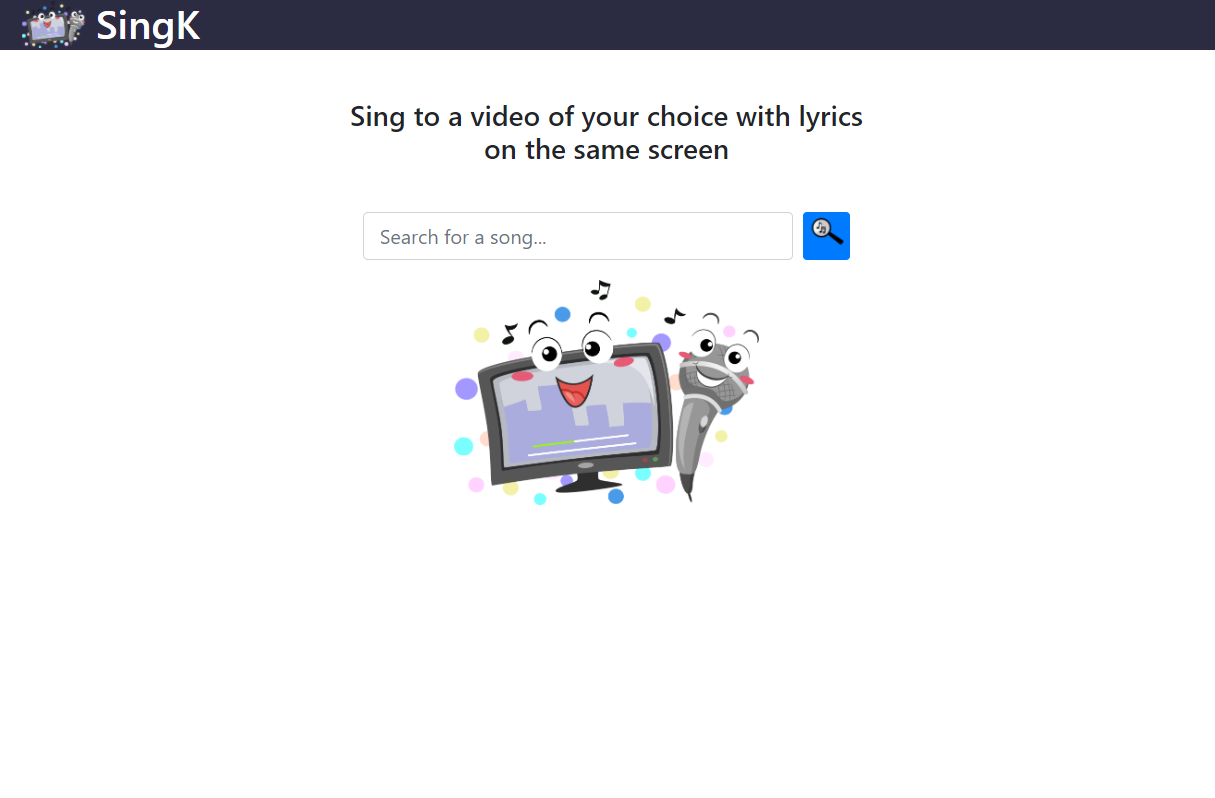 SingK
Sing to a video of your choice with lyrics
on the same screen
Search for a song...